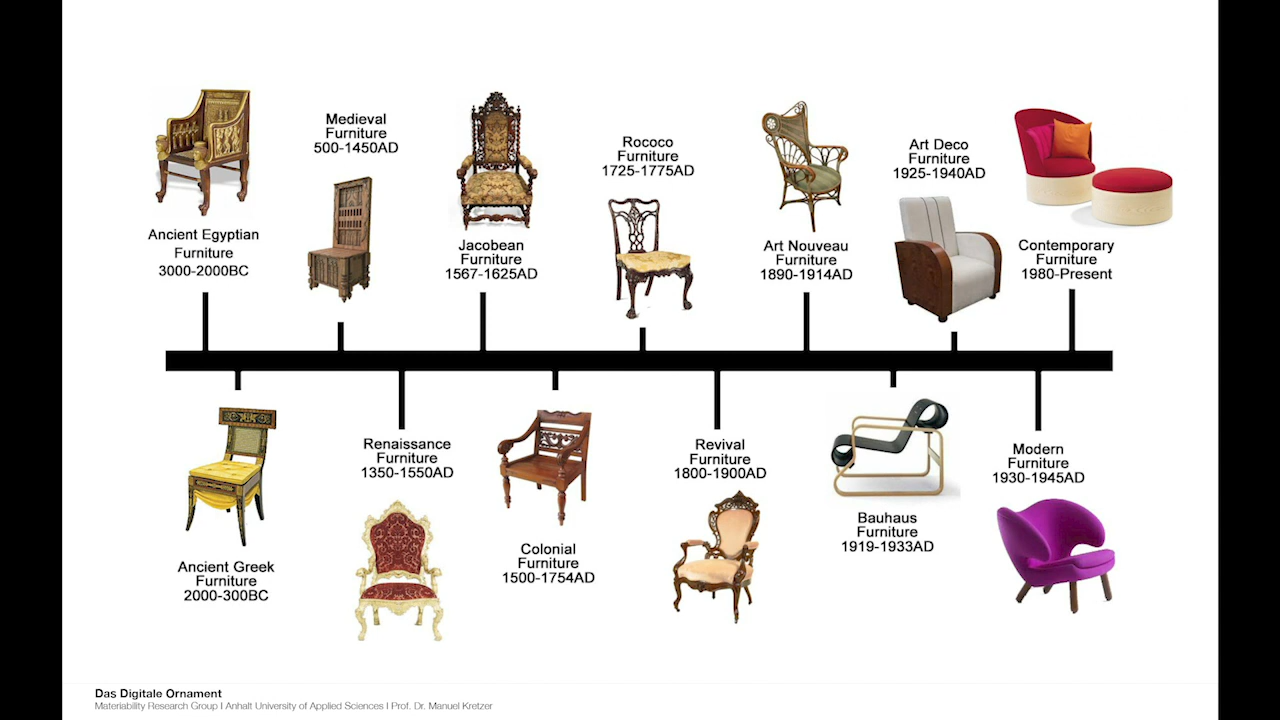 Ancient Egyptian
Furniture
3000-2000BC
Medieval
Furniture
500-1450AD
Jacobean
Furniture
1567-1625AD
Rococo
Furniture
1725-1775AD
Art Nouveau
Furniture
1890-1914AD
Art Deco
Furniture
1925-1940AD
Contemporary
Furniture
1980-Present
Ancient Greek
Furniture
2000-300BC
Renaissance
Furniture
1350-1550AD
Colonial
Furniture
1500-1754AD
Revival
Furniture
1800-1900AD
Bauhaus
Furniture
1919-1933AD
Modern
Furniture
1930-1945AD
Das Digitale Ornament
Materiability Research Group I Anhalt University of Applied Sciences I Prof. Dr. Manuel Kretzer